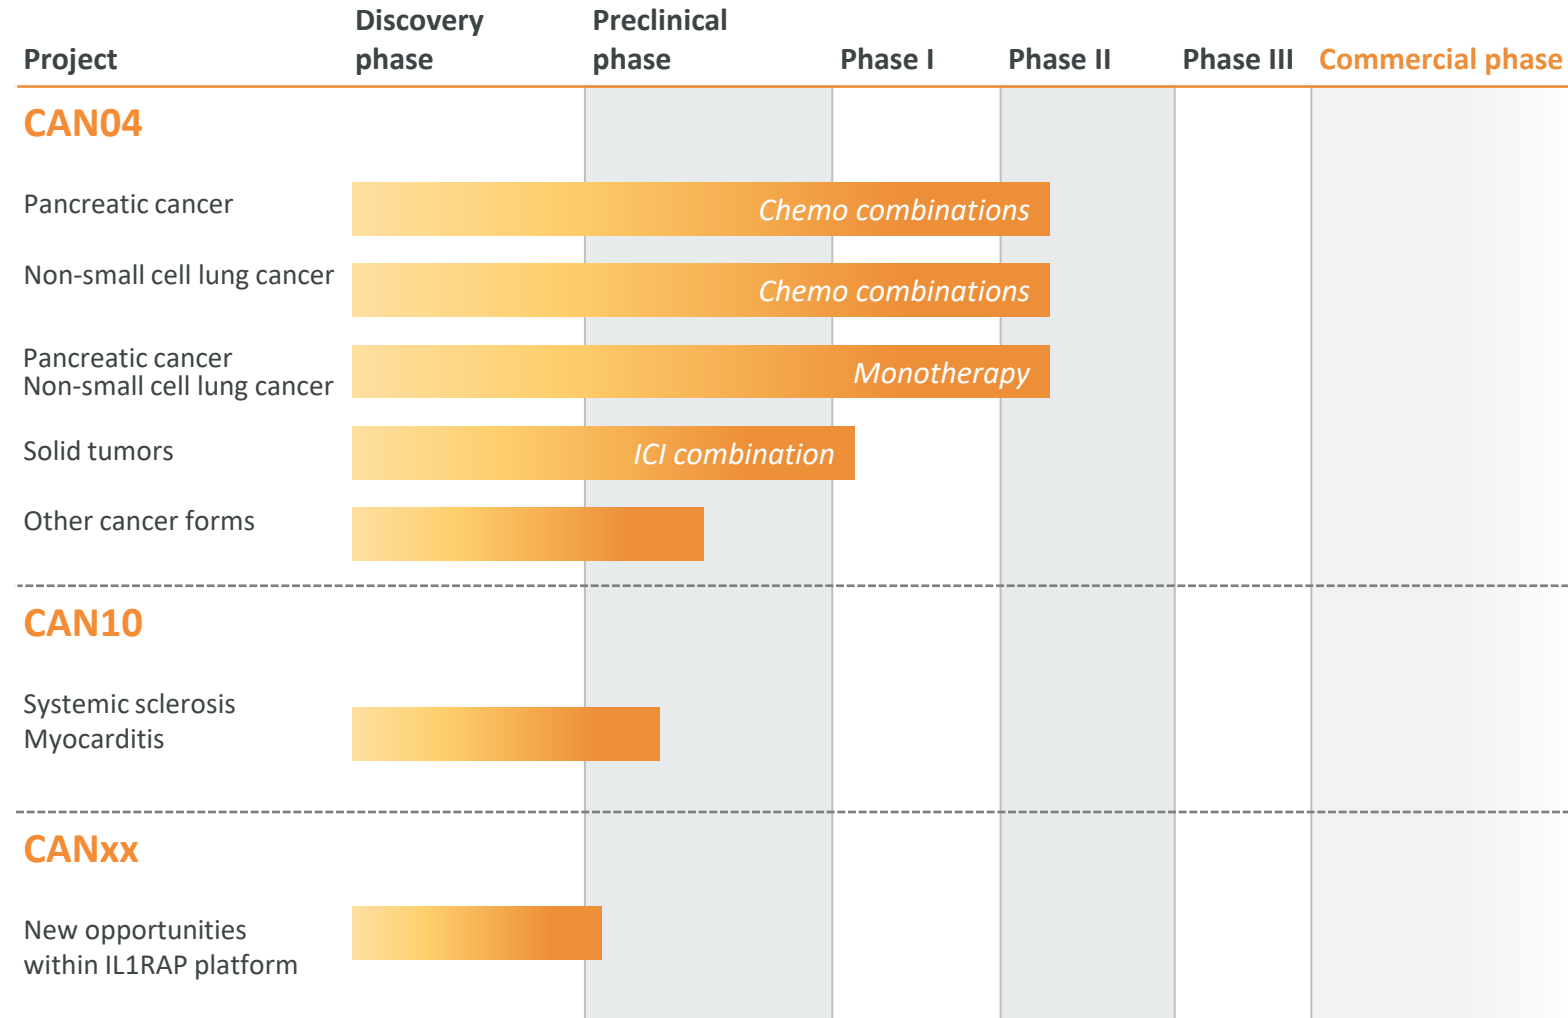 Project
Discovery
phase
Preclinical
phase
Phase I
Phase II
Phase III
Commercial phase
CAN04
Pancreatic cancer
Chemo combinations
Non-small cell lung cancer
Chemo combinations
Pancreatic cancer
Non-small cell lung cancer
Monotherapy
Solid tumors
ICI combination
Other cancer forms
CAN10
Systemic sclerosis
Myocarditis
CANxx
New opportunities
within IL1RAP platform